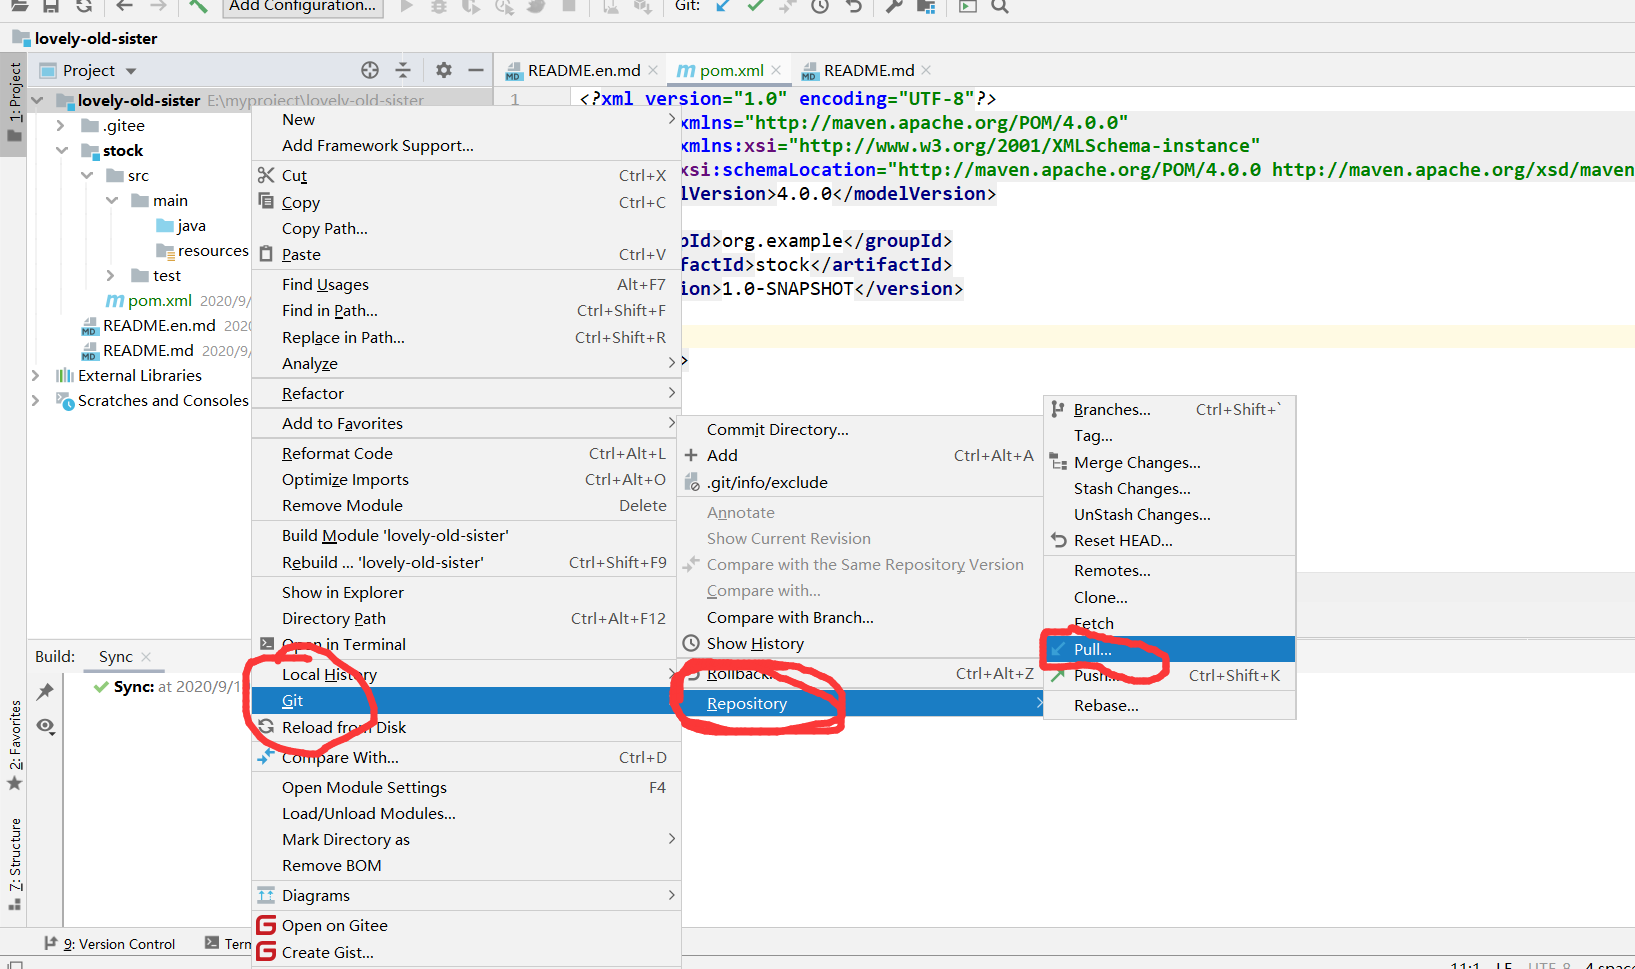 Add Configuration...
Git:
lovely-old-sister
1: Project
Project
README.en.md
pom.xml
README.md
lovely-old-sister E:\myproject\lovely-old-sister
.gitee
stock
src
main
java
resources
test
pom.xml 2020/9/
README.en.md 202
README.md 2020/9/
External Libraries
Scratches and Consoles
1
<?xml version="1.0" encoding="UTF-8"?>
xmlns="http://maven.apache.org/POM/4.0.0"
xmlns:xsi="http://www.w3.org/2001/XMLSchema-instance"
xsi:schemaLocation="http://maven.apache.org/POM/4.0.0 http://maven.apache.org/xsd/maven
lVersion>4.0.0</modelVersion>
pId>org.example</groupId>
factId>stock</artifactId>
ion>1.0-SNAPSHOT</version>
>
New
Add Framework Support...
Cut Ctrl+X
Copy Ctrl+C
Copy Path...
Paste Ctrl+V
Find Usages Alt+F7
Find in Path... Ctrl+Shift+F
Replace in Path... Ctrl+Shift+R
Analyze
Refactor
Add to Favorites
Reformat Code Ctrl+Alt+L
Optimize Imports Ctrl+Alt+O
Remove Module Delete
Build Module 'lovely-old-sister'
Rebuild ... 'lovely-old-sister' Ctrl+Shift+F9
Show in Explorer
Directory Path Ctrl+Alt+F12
Open in Terminal
Local History
Git
Reload from Disk
Compare With... Ctrl+D
Open Module Settings F4
Load/Unload Modules...
Mark Directory as
Remove BOM
Diagrams
Open on Gitee
Create Gist...
Commit Directory...
Add Ctrl+Alt+A
.git/info/exclude
Annotate
Show Current Revision
Compare with the Same Repository Version
Compare with...
Compare with Branch...
Show History
Rollback... Ctrl+Alt+Z
Repository
Branches... Ctrl+Shift+`
Tag...
Merge Changes...
Stash Changes...
UnStash Changes...
Reset HEAD...
Remotes...
Clone...
Fetch
Pull...
Push... Ctrl+Shift+K
Rebase...
Build: Sync
Sync: at 2020/9/1
2: Favorites
7: Structure
9: Version Control
Tern
11:1 LF UTF-8 4 spac